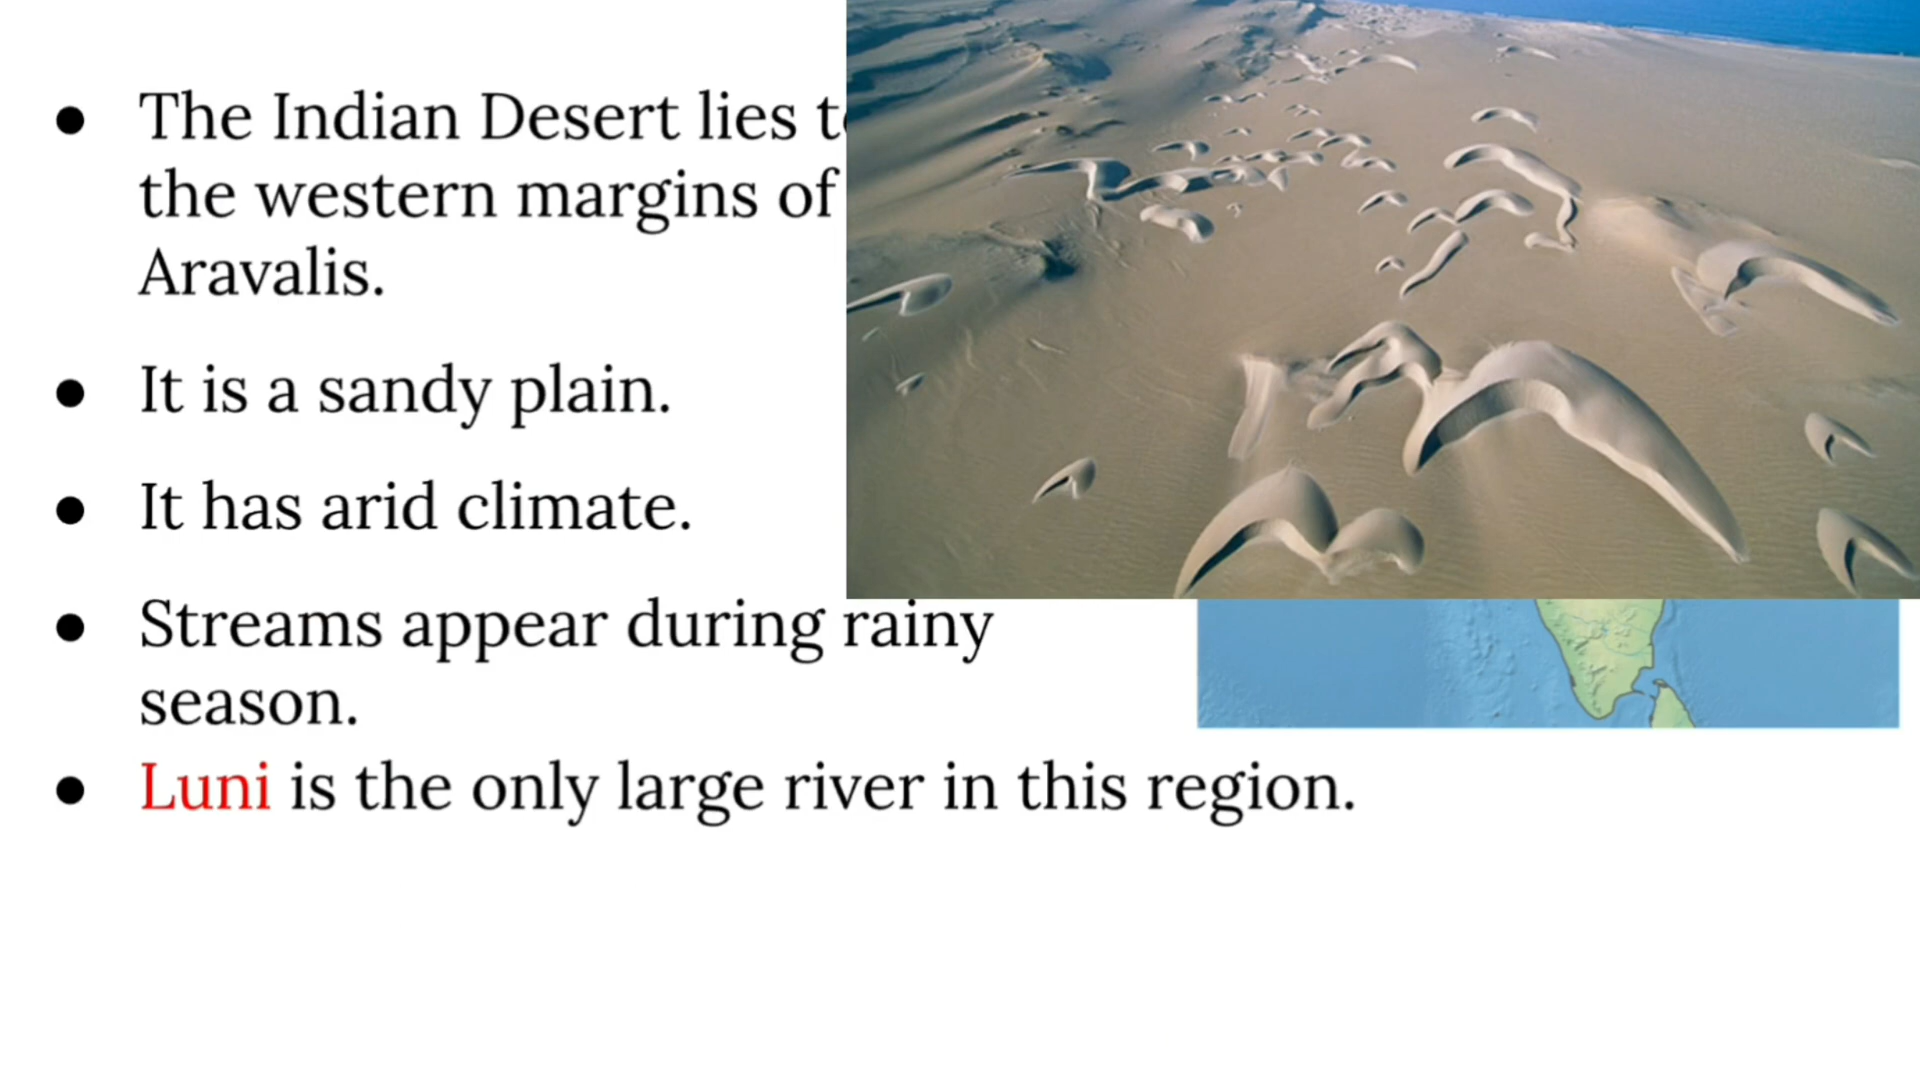 The Indian Desert lies
the western margins of
Aravalis.
It is a sandy plain.
It has arid climate.
Streams appear during rainy
season.
Luni is the only large river in this region.